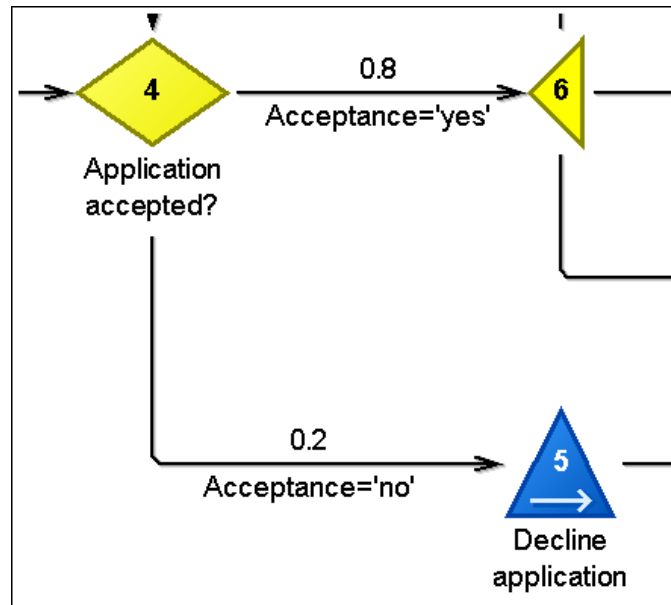 4
0.8
Acceptance='yes'
6
Application
accepted?
0.2
Acceptance='no'
5
Decline
application